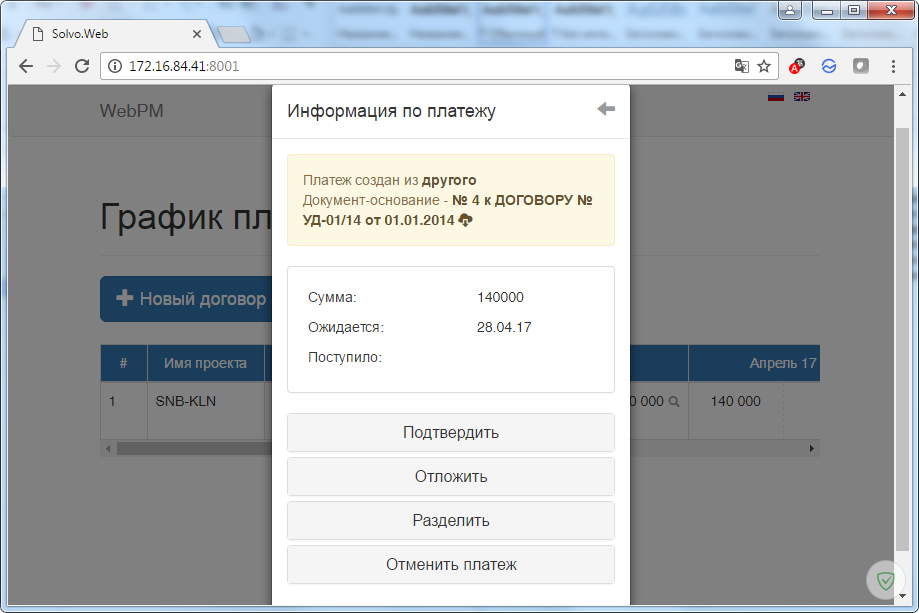 Solvo.Web
172.16.84.41:8001
WebPM
Информация по платежу
Платеж создан из другого
Документ-основание - № 4 к ДОГОВОРУ №
УД-01/14 от 01.01.2014
График пл
Новый договор
Сумма: 140000
Ожидается: 28.04.17
Поступило:
# Имя проекта Апрель 17
1 SNB-KLN 0 000 140 000
Подтвердить
Отложить
Разделить
Отменить платеж